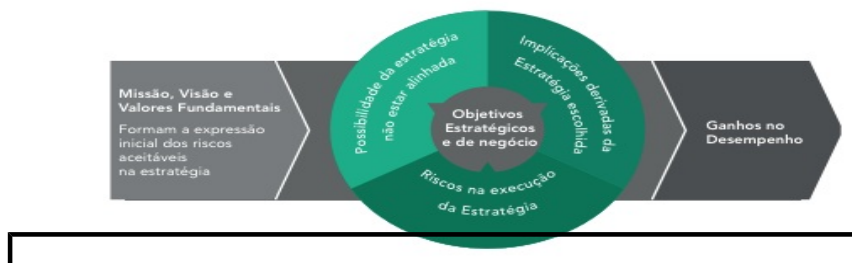 Missão, Visão e
Valores Fundamentais
Formam a expressão
inicial dos riscos
aceitáveis
na estratégia
Possibilidade da estratégia
não estar alinhada
Implicações derivadas da
Estratégia escolhida
Objetivos
Estratégicos
e de negócio
Riscos na execução
da Estratégia
Ganhos no
Desempenho